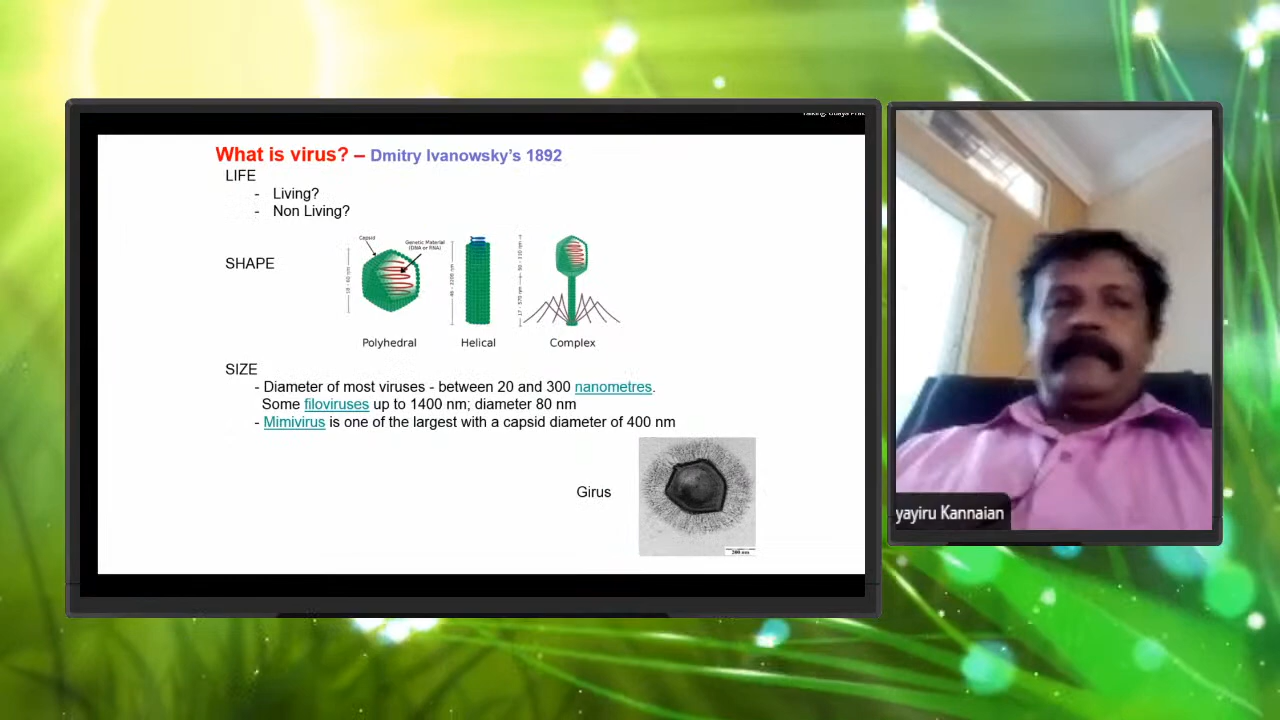 What is virus? – Dmitry Ivanowsky's 1892
LIFE
- Living?
- Non Living?
SHAPE
Capsid
Genetic Material
(DNA or RNA)
Polyhedral
Helical
Complex
SIZE
- Diameter of most viruses - between 20 and 300 nanometres.
Some filoviruses up to 1400 nm; diameter 80 nm
- Mimivirus is one of the largest with a capsid diameter of 400 nm
Girus
200 nm
yayiru Kannaian